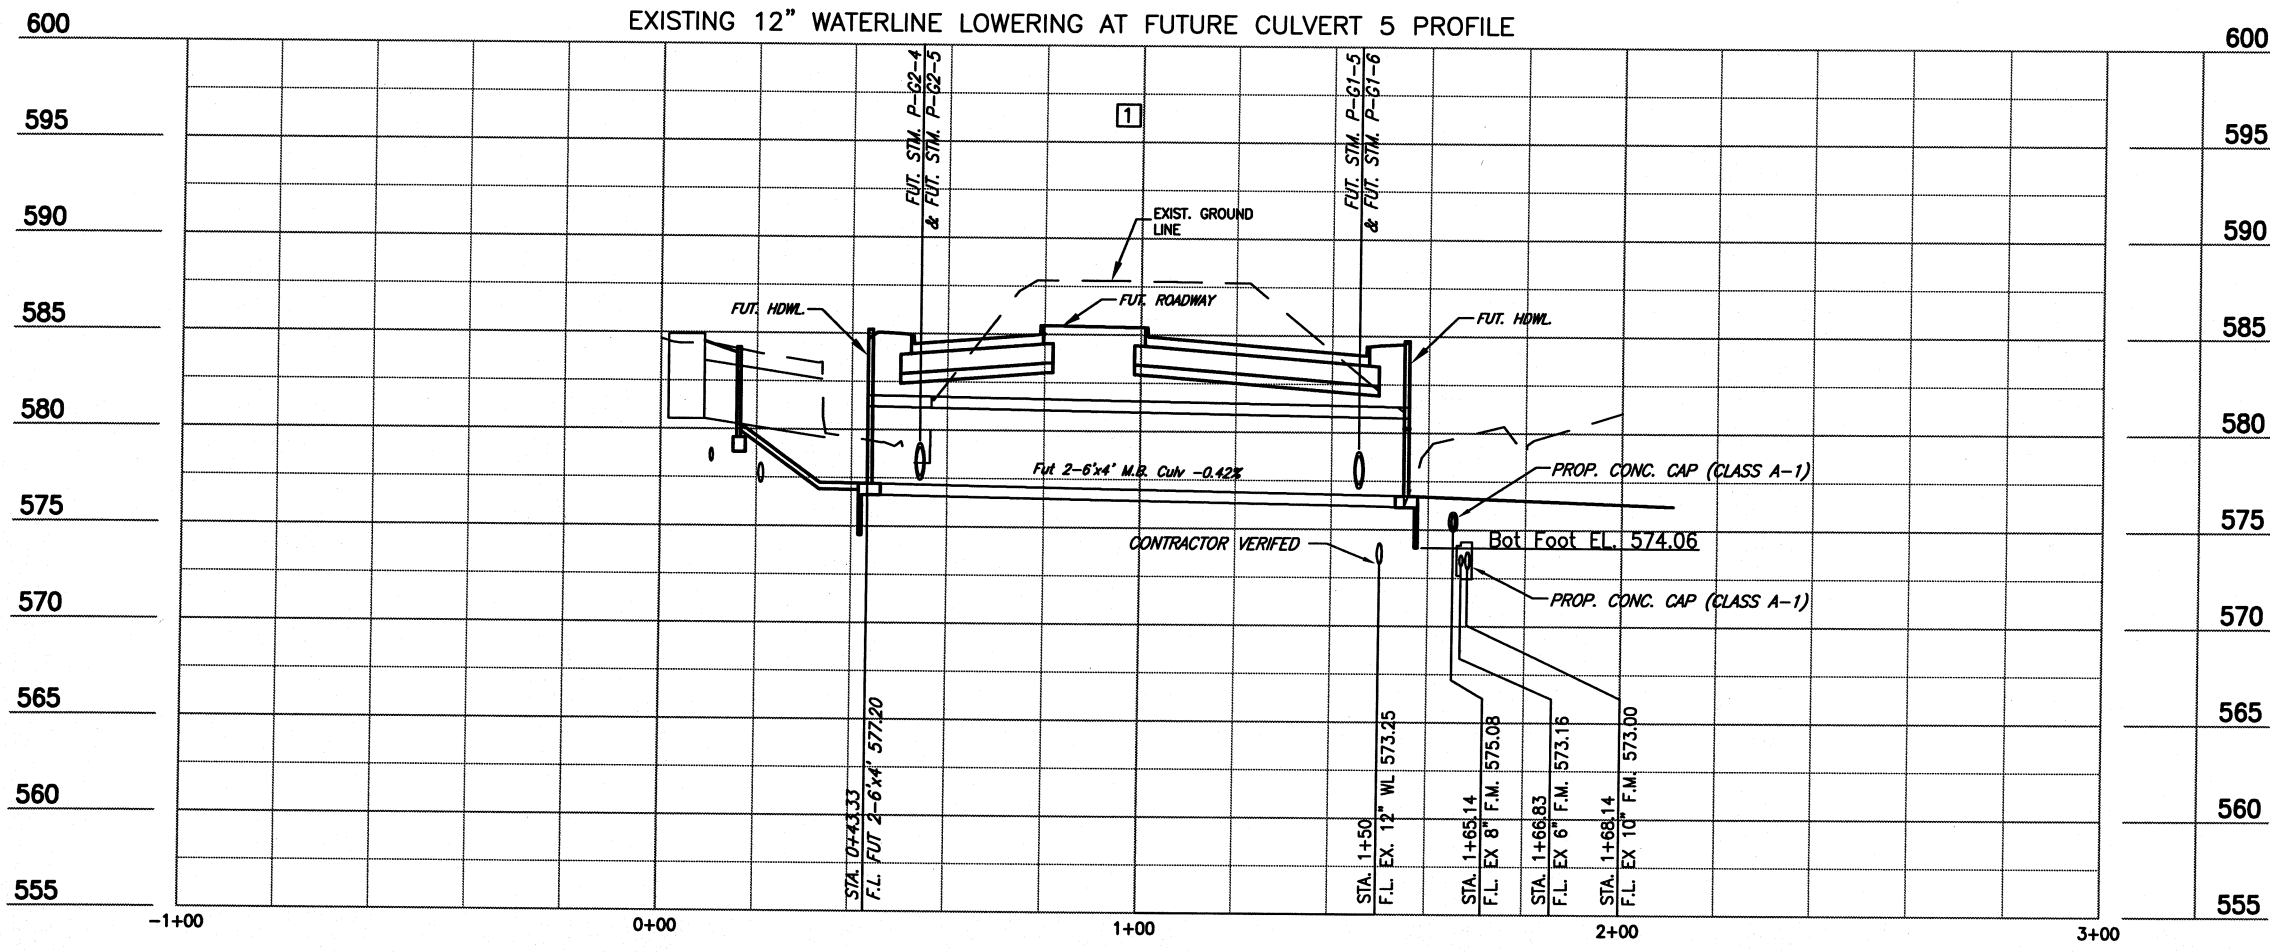 EXISTING 12" WATERLINE LOWERING AT FUTURE CULVERT 5 PROFILE
600
600
FUT. STM. P-G2-4
& FUT. STM. P-G2-5
FUT. STM. P-G1-5
& FUT. STM. P-G1-6
1
595
595
590
590
EXIST. GROUND
LINE
FUT. HDWL.
FUT. ROADWAY
FUT. HDWL.
585
585
580
580
Fut 2-6'x4' M.B. Culv -0.42%
PROP. CONC. CAP (CLASS A-1)
575
575
CONTRACTOR VERIFED
Bot Foot EL. 574.06
PROP. CONC. CAP (CLASS A-1)
570
570
565
565
STA. 0+43.33
F.L. FUT 2-6'x4' 577.20
STA. 1+50
F.L. EX. 12" WL 573.25
STA. 1+65.14
F.L. EX 8" F.M. 575.08
STA. 1+66.83
F.L. EX 6" F.M. 573.16
STA. 1+68.14
F.L. EX 10" F.M. 573.00
560
560
555
555
-1+00
0+00
1+00
2+00
3+00